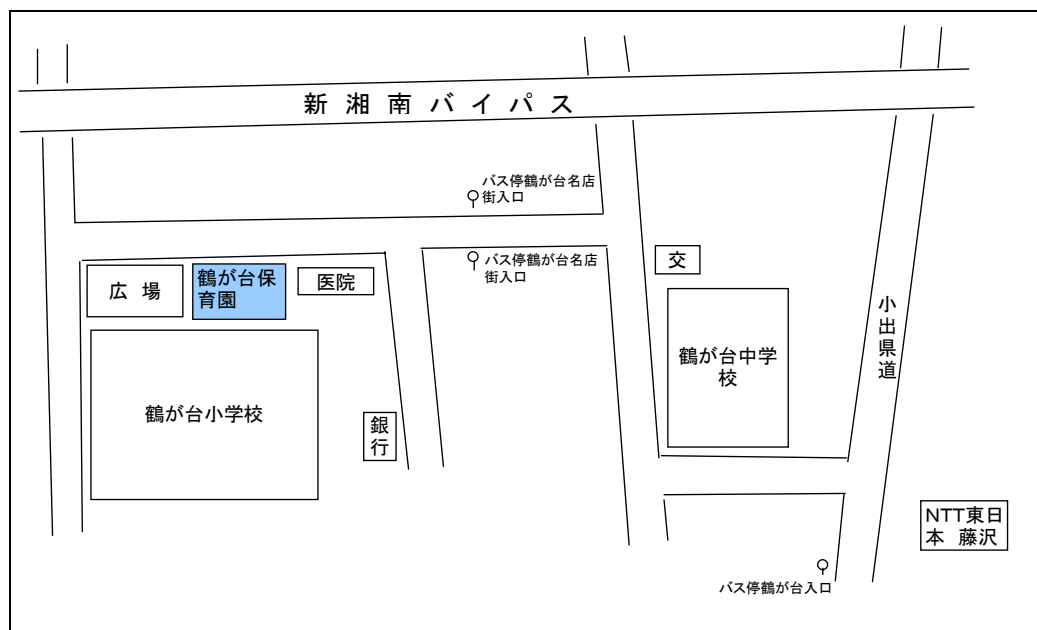 新湘南バイパス
バス停鶴が台名店
街入口
バス停鶴が台名店
街入口
交
広 場
鶴が台保
育園
医院
小出県道
鶴が台中学
校
鶴が台小学校
銀
行
NTT東日
本 藤沢
バス停鶴が台入口